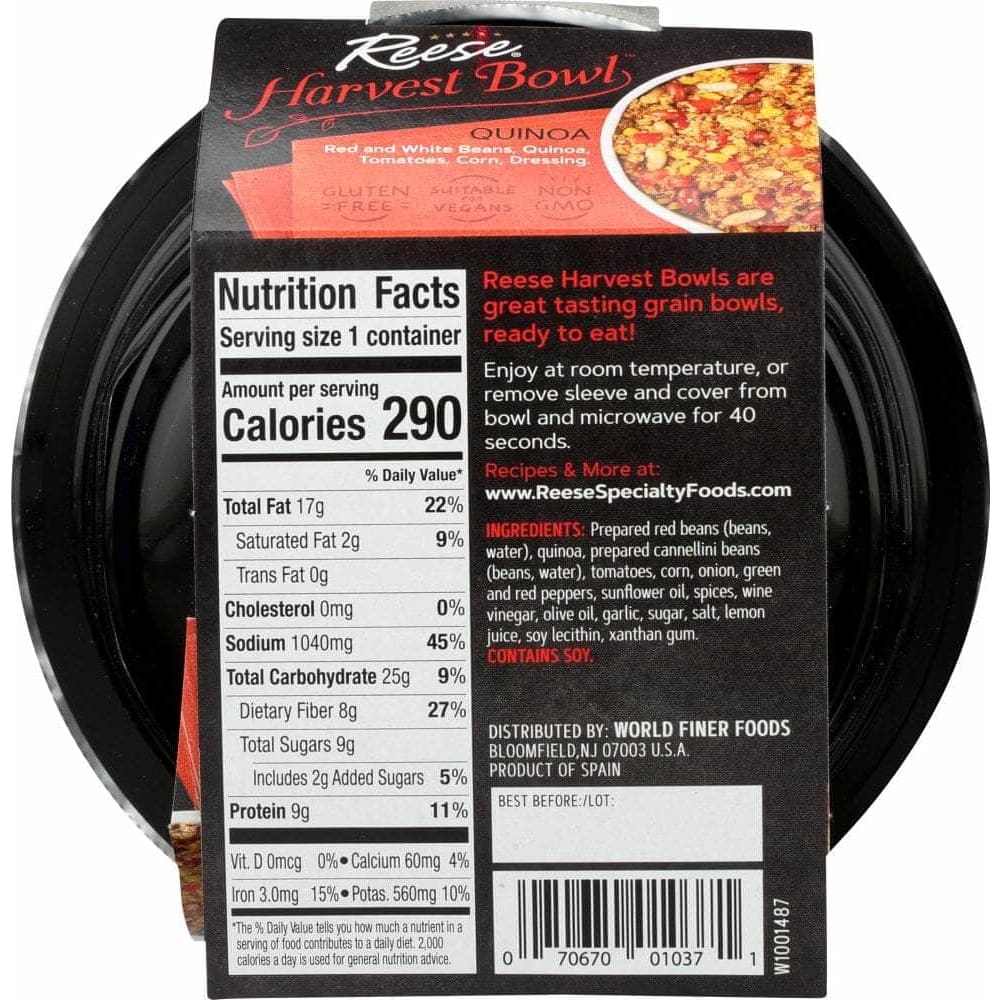 Reese®
Harvest Bowl™
QUINOA
Red and White Beans, Quinoa,
Tomatoes, Corn, Dressing.
GLUTEN
FREE
SUITABLE
FOR
VEGANS
NON
GMO
Nutrition Facts
Serving size 1 container
Amount per serving
Calories 290
% Daily Value*
Total Fat 17g 22%
Saturated Fat 2g 9%
Trans Fat 0g
Cholesterol 0mg 0%
Sodium 1040mg 45%
Total Carbohydrate 25g 9%
Dietary Fiber 8g 27%
Total Sugars 9g
Includes 2g Added Sugars 5%
Protein 9g 11%
Vit. D 0mcg 0% • Calcium 60mg 4%
Iron 3.0mg 15% • Potas. 560mg 10%
*The % Daily Value tells you how much a nutrient in a
serving of food contributes to a daily diet. 2,000
calories a day is used for general nutrition advice.
Reese Harvest Bowls are
great tasting grain bowls,
ready to eat!
Enjoy at room temperature, or
remove sleeve and cover from
bowl and microwave for 40
seconds.
Recipes & More at:
www.ReeseSpecialtyFoods.com
INGREDIENTS: Prepared red beans (beans,
water), quinoa, prepared cannellini beans
(beans, water), tomatoes, corn, onion, green
and red peppers, sunflower oil, spices, wine
vinegar, olive oil, garlic, sugar, salt, lemon
juice, soy lecithin, xanthan gum.
CONTAINS SOY.
DISTRIBUTED BY: WORLD FINER FOODS
BLOOMFIELD,NJ 07003 U.S.A.
PRODUCT OF SPAIN
BEST BEFORE:/LOT:
0 70670 01037 1
W1001487